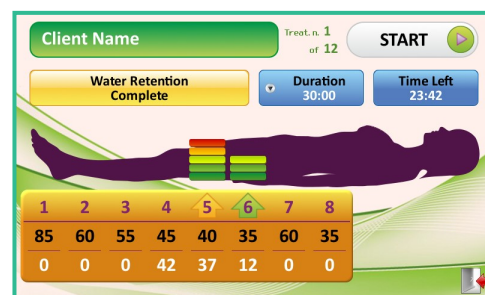 Client Name
Treat. n. 1
of 12
START
Water Retention
Complete
Duration
30:00
Time Left
23:42
1 2 3 4 5 6 7 8
85 60 55 45 40 35 60 35
0 0 0 42 37 12 0 0